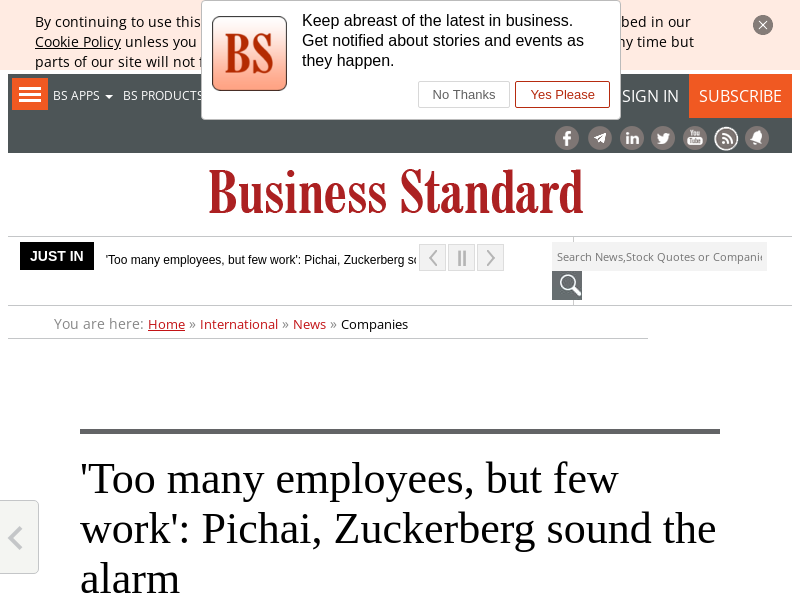 By continuing to use this
bed in our
Cookie Policy unless you
ny time but
parts of our site will not
BS
Keep abreast of the latest in business.
Get notified about stories and events as
they happen.
No Thanks
Yes Please
BS APPS
BS PRODUCTS
SIGN IN
SUBSCRIBE
You
Tube
Business Standard
JUST IN
'Too many employees, but few work': Pichai, Zuckerberg so
Search News,Stock Quotes or Companie
You are here: Home » International » News » Companies
'Too many employees, but few
work': Pichai, Zuckerberg sound the
alarm